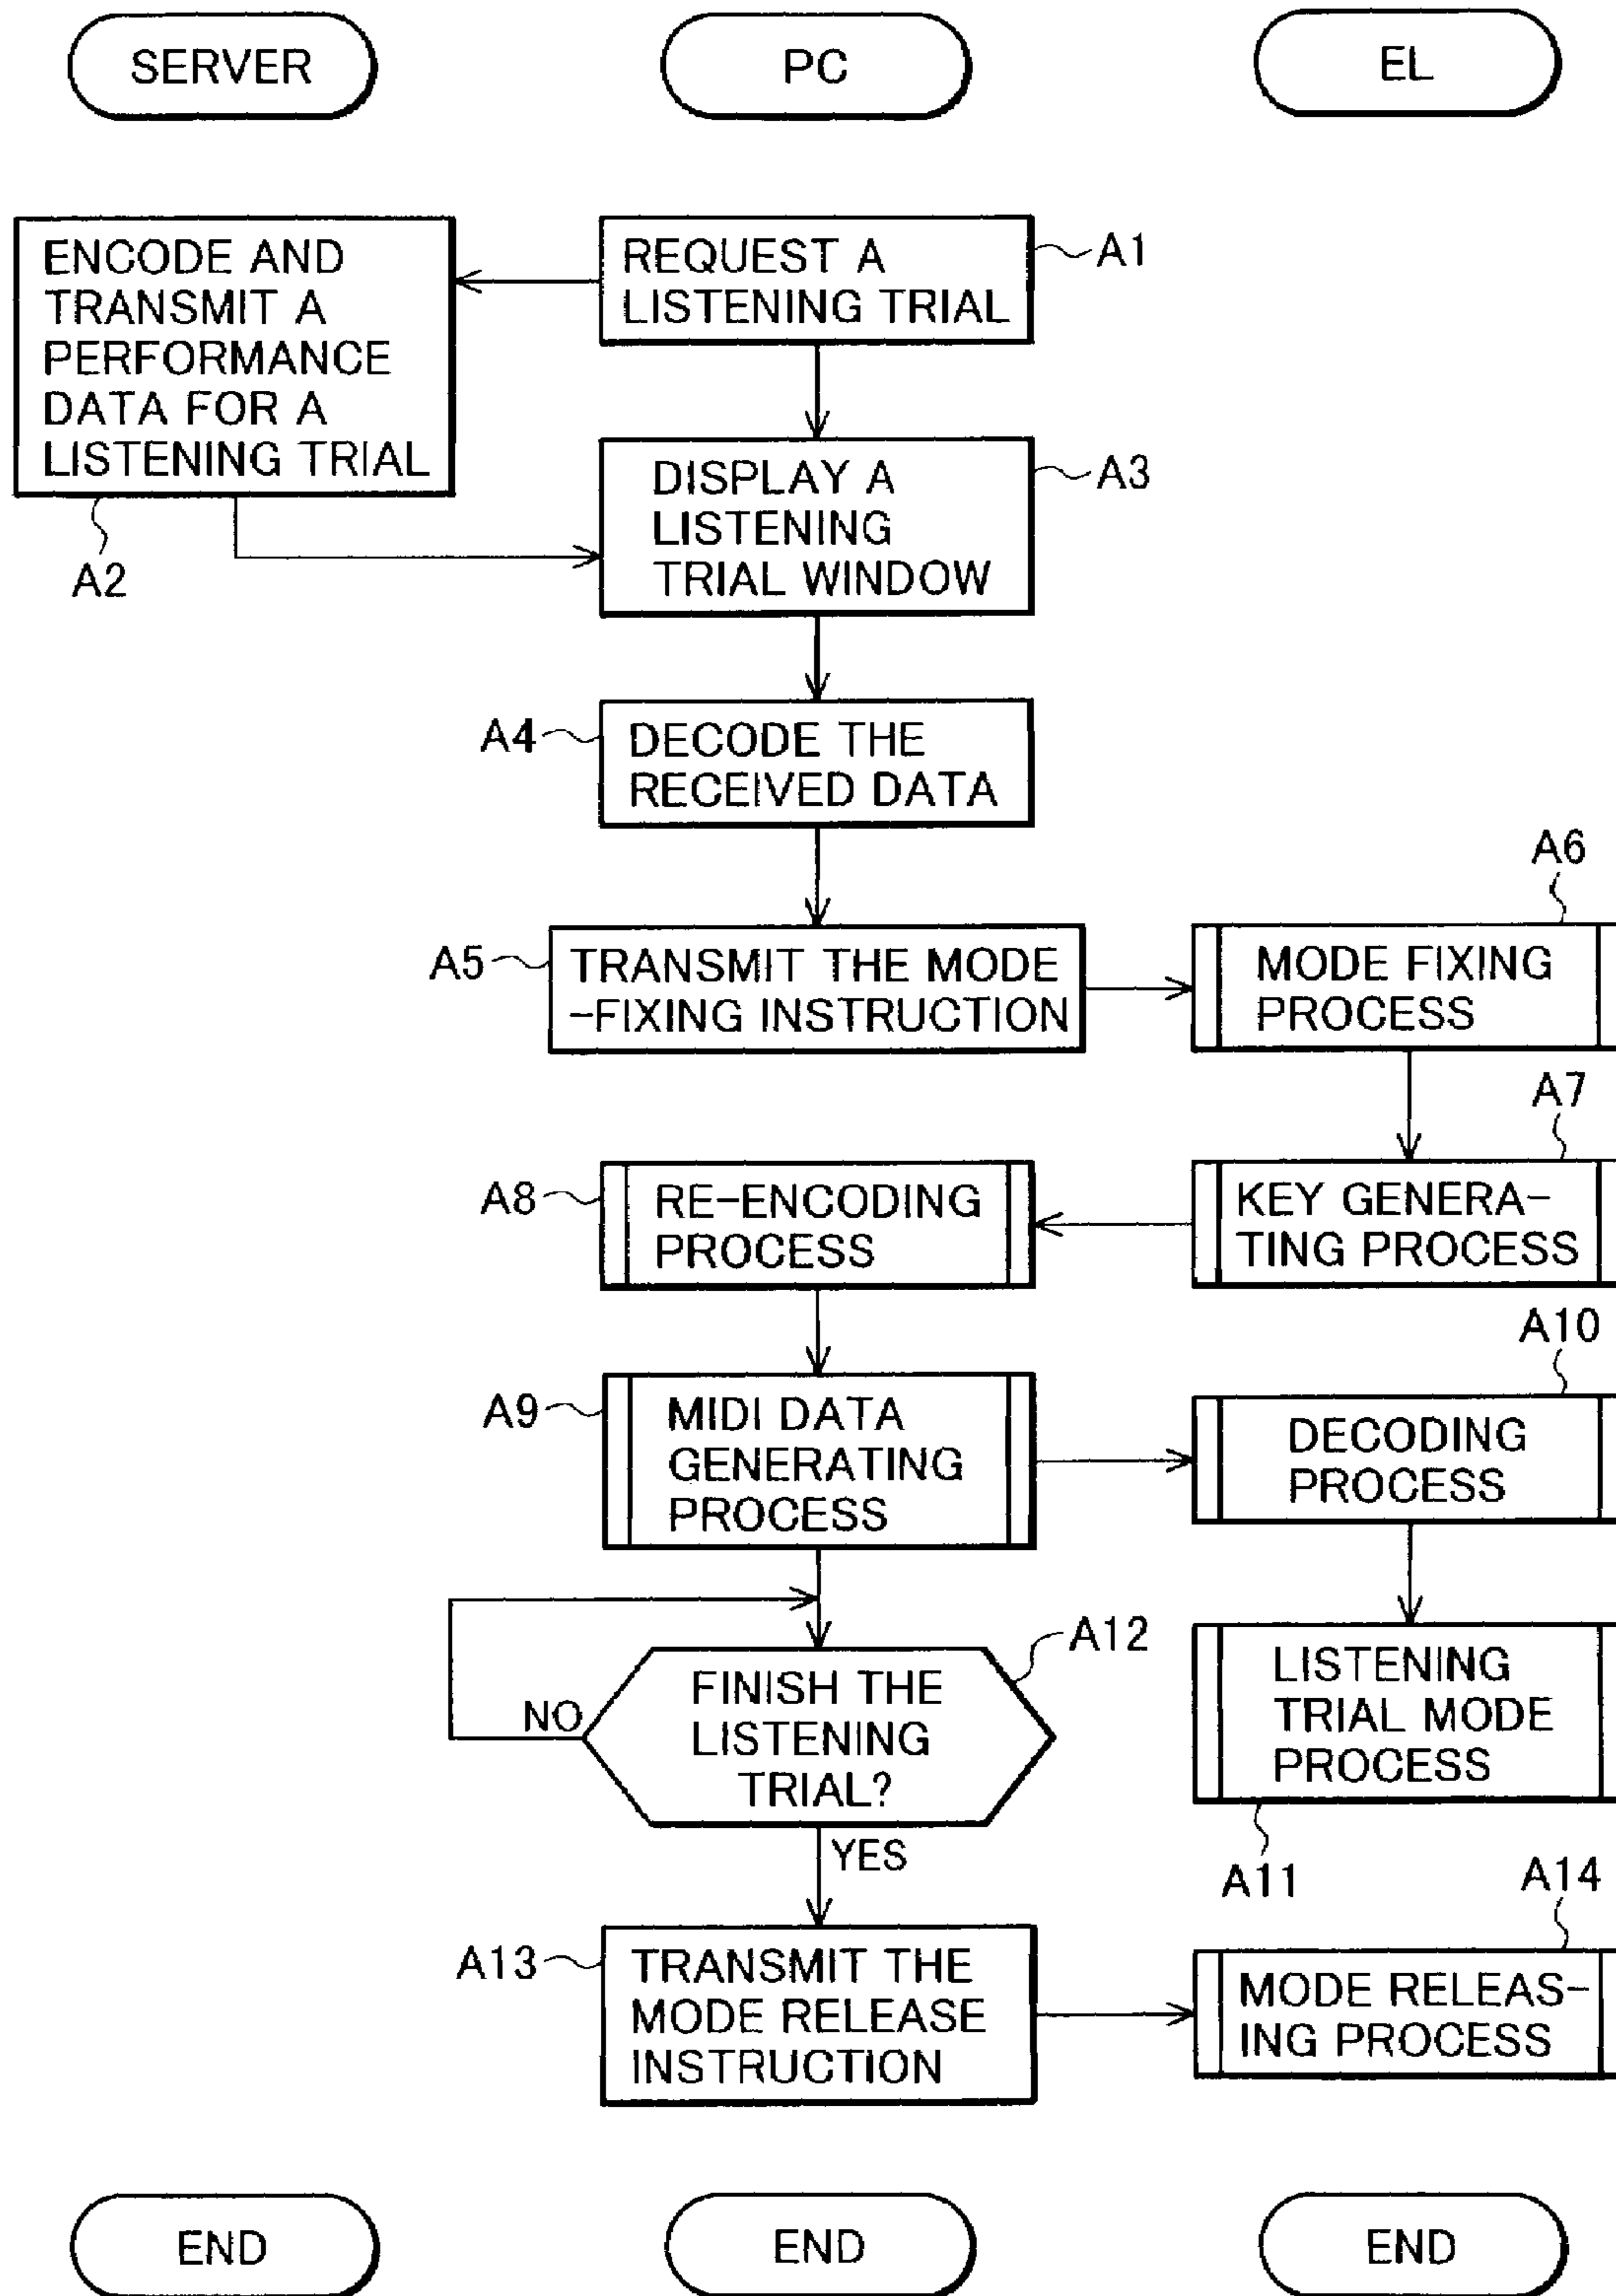 SERVER
PC
EL
ENCODE AND
TRANSMIT A
PERFORMANCE
DATA FOR A
LISTENING TRIAL
A2
REQUEST A
LISTENING TRIAL
A1
DISPLAY A
LISTENING
TRIAL WINDOW
A3
A4
DECODE THE
RECEIVED DATA
A5
TRANSMIT THE MODE
-FIXING INSTRUCTION
A6
MODE FIXING
PROCESS
A7
KEY GENERA-
TING PROCESS
A8
RE-ENCODING
PROCESS
A9
MIDI DATA
GENERATING
PROCESS
A10
DECODING
PROCESS
LISTENING
TRIAL MODE
PROCESS
A11
A12
FINISH THE
LISTENING
TRIAL?
NO
YES
A13
TRANSMIT THE
MODE RELEASE
INSTRUCTION
A14
MODE RELEAS-
ING PROCESS
END
END
END